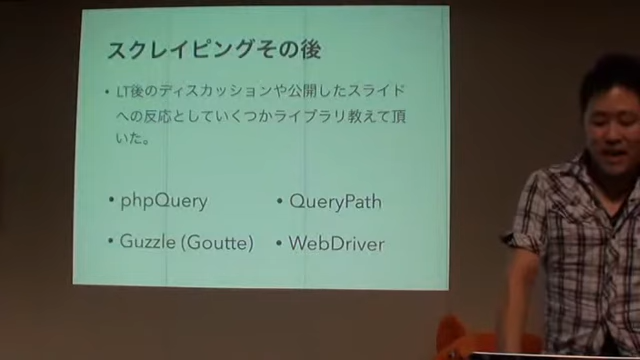 スクレイピングその後
• LT後のディスカッションや公開したスライド
への反応としていくつかライブラリ教えて頂
いた。
• phpQuery • QueryPath
• Guzzle (Goutte) • WebDriver